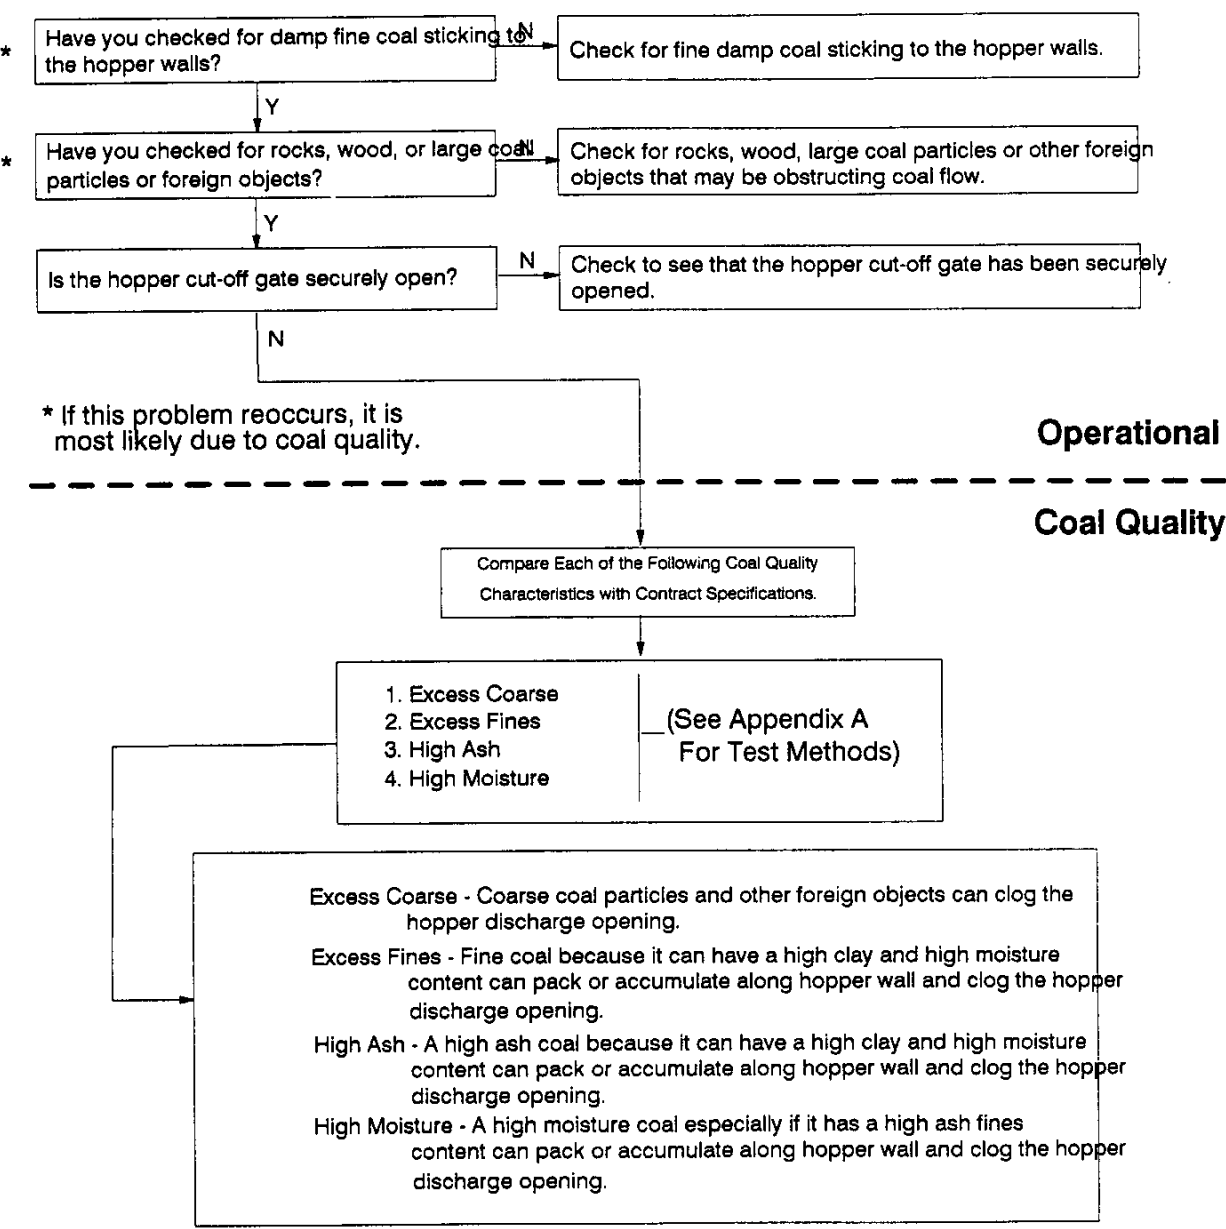 * Have you checked for damp fine coal sticking to
the hopper walls?
N
Check for fine damp coal sticking to the hopper walls.
Y
* Have you checked for rocks, wood, or large coal
particles or foreign objects?
N
Check for rocks, wood, large coal particles or other foreign
objects that may be obstructing coal flow.
Y
Is the hopper cut-off gate securely open?
N
Check to see that the hopper cut-off gate has been securely
opened.
N
* If this problem reoccurs, it is
most likely due to coal quality.
Operational
Coal Quality
Compare Each of the Following Coal Quality
Characteristics with Contract Specifications.
1. Excess Coarse
2. Excess Fines
3. High Ash
4. High Moisture
(See Appendix A
For Test Methods)
Excess Coarse - Coarse coal particles and other foreign objects can clog the
hopper discharge opening.
Excess Fines - Fine coal because it can have a high clay and high moisture
content can pack or accumulate along hopper wall and clog the hopper
discharge opening.
High Ash - A high ash coal because it can have a high clay and high moisture
content can pack or accumulate along hopper wall and clog the hopper
discharge opening.
High Moisture - A high moisture coal especially if it has a high ash fines
content can pack or accumulate along hopper wall and clog the hopper
discharge opening.